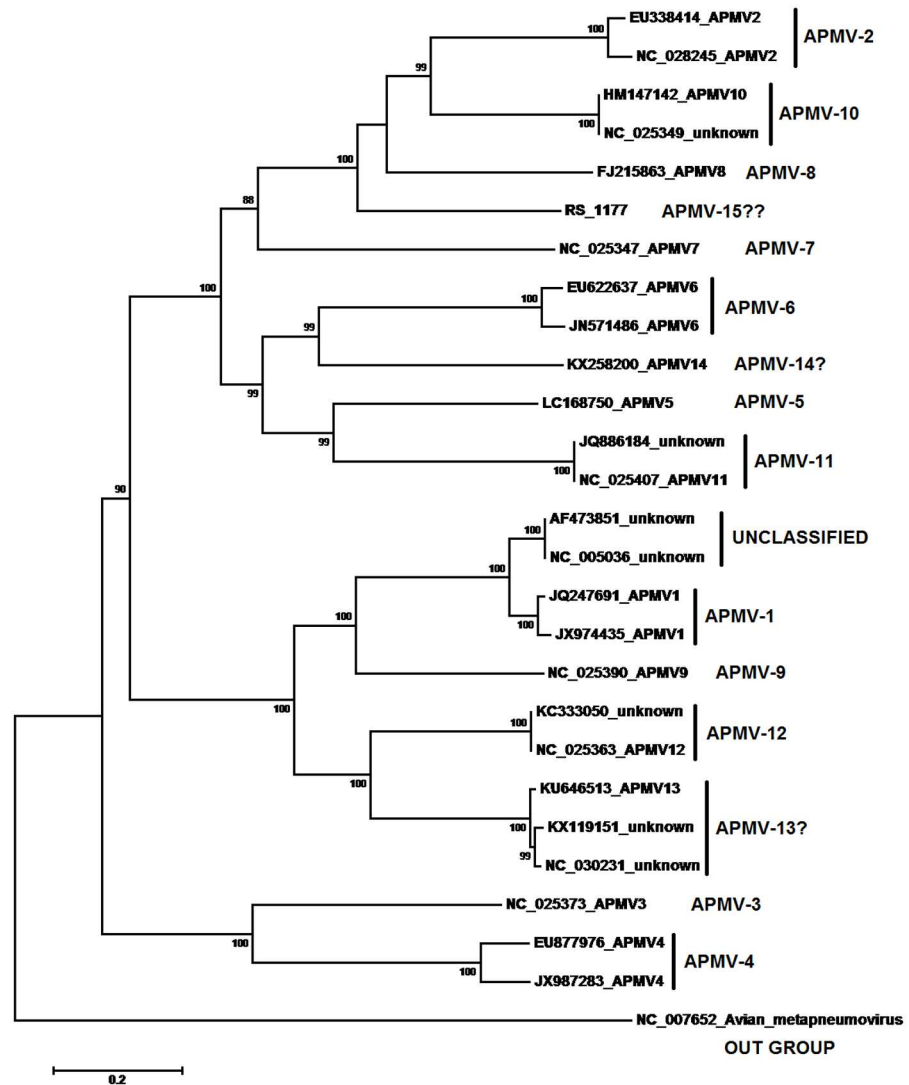 100
EU338414_APMV2
APMV-2
NC_028245_APMV2
99
HM147142_APMV10
APMV-10
100
NC_025349_unknown
100
FJ215863_APMV8 APMV-8
88
RS_1177 APMV-15??
NC_025347_APMV7 APMV-7
100
EU622637_APMV6
100
APMV-6
99
JN571486_APMV6
KX258200_APMV14 APMV-14?
99
LC168750_APMV5 APMV-5
99
JQ886184_unknown
APMV-11
100
NC_025407_APMV11
90
AF473851_unknown
100
UNCLASSIFIED
NC_005036_unknown
100
JQ247691_APMV1
APMV-1
100
100
JX974435_APMV1
NC_025390_APMV9 APMV-9
100
KC333050_unknown
100
APMV-12
NC_025363_APMV12
100
KU646513_APMV13
100
KX119151_unknown
APMV-13?
99
NC_030231_unknown
NC_025373_APMV3 APMV-3
100
EU877976_APMV4
APMV-4
100
JX987283_APMV4
NC_007652_Avian_metapneumovirus
OUT GROUP
0.2